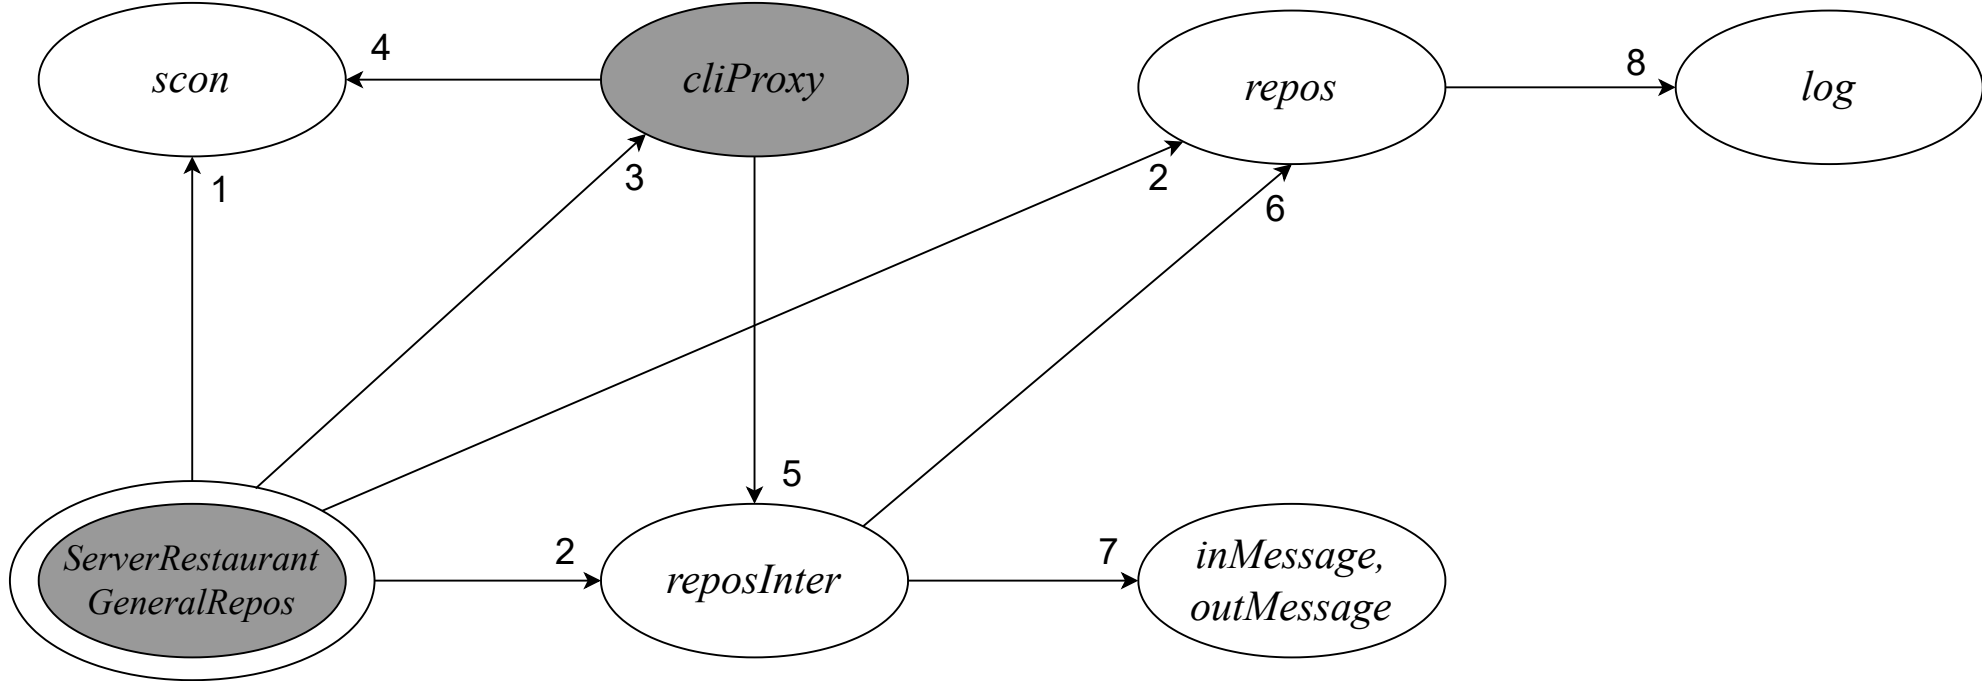 4
scon
cliProxy
repos
8
log
1
3
2
6
5
ServerRestaurant
GeneralRepos
2
reposInter
7
inMessage,
outMessage